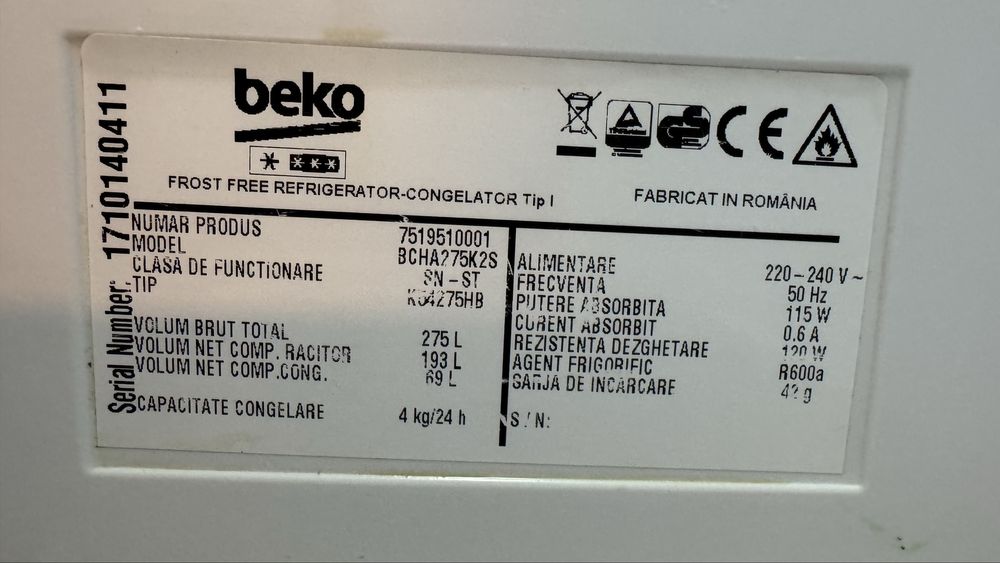 beko
FROST FREE REFRIGERATOR-CONGELATOR Tip I
FABRICAT IN ROMÂNIA
Serial Number: 1710140411
NUMAR PRODUS 7519510001
MODEL BCHA275K2S
CLASA DE FUNCTIONARE SN - ST
TIP K54275HB
VOLUM BRUT TOTAL 275 L
VOLUM NET COMP. RACITOR 193 L
VOLUM NET COMP.CONG. 69 L
CAPACITATE CONGELARE 4 kg/24 h
ALIMENTARE 220 – 240 V ~
FRECVENTA 50 Hz
PUTERE ABSORBITA 115 W
CURENT ABSORBIT 0.6 A
REZISTENTA DEZGHETARE 120 W
AGENT FRIGORIFIC R600a
SARJA DE INCARCARE g
S / N: